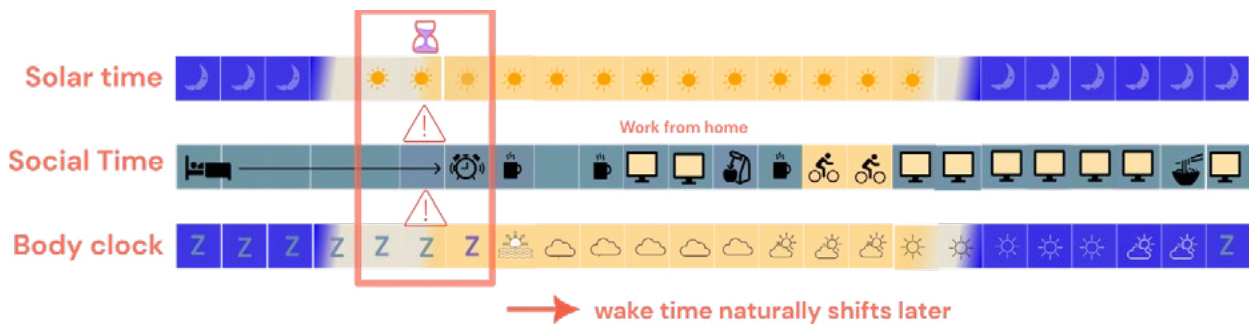 Solar time
Work from home
Social Time
Body clock
Z Z Z Z Z Z Z Z
wake time naturally shifts later